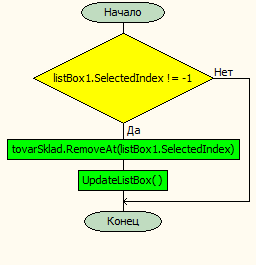 Начало
listBox1.SelectedIndex != -1
Нет
Да
tovarSklad.RemoveAt(listBox1.SelectedIndex)
UpdateListBox()
Конец